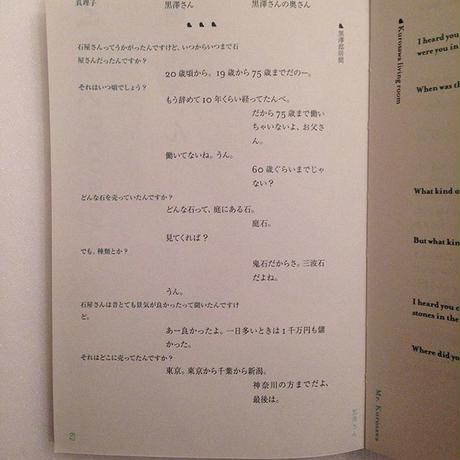 真理子
黒澤さん
黒澤さんの奥さん
黒澤邸居間
石屋さんってうかがったんですけど、いつからいつまで石
屋さんだったんですか?
20歳頃から。19歳から75歳までだのー。
それはいつ頃でしょう?
もう辞めて10年くらい経ってたんべ。
だから75歳まで働い
ちゃいないよ、お父さ
ん。
働いてないね。うん。
60歳ぐらいまでじゃ
ない?
どんな石を売っていたんですか?
どんな石って、庭にある石。
庭石。
見てくれば?
でも。種類とか?
鬼石だからさ。三波石
だよね。
うん。
石屋さんは昔とても景気が良かったって聞いたんですけ
ど。
あー良かったよ。一日多いときは1千万円も儲
かった。
それはどこに売ってたんですか?
東京。東京から千葉から新潟。
神奈川の方までだよ、
最後は。
62
黒澤さん
Kurosawa living room
I heard you
were you in
When was th
What kind o
But what kin
I heard you c
stones in the
Where did yo
Mr. Kurosawa